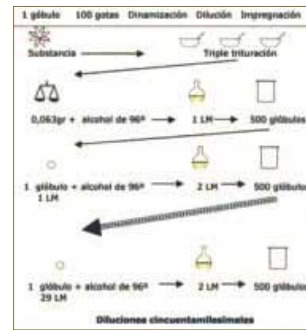 1 glóbulo 100 gotas Dinamización Dilución Impregnación
Substancia Triple trituración
0,063gr + alcohol de 96º 1 LM 500 glóbulos
1 glóbulo + alcohol de 96º 2 LM 500 glóbulos
1 LM
1 glóbulo + alcohol de 96º 2 LM 500 glóbulos
29 LM
Diluciones cincuentamilesimales